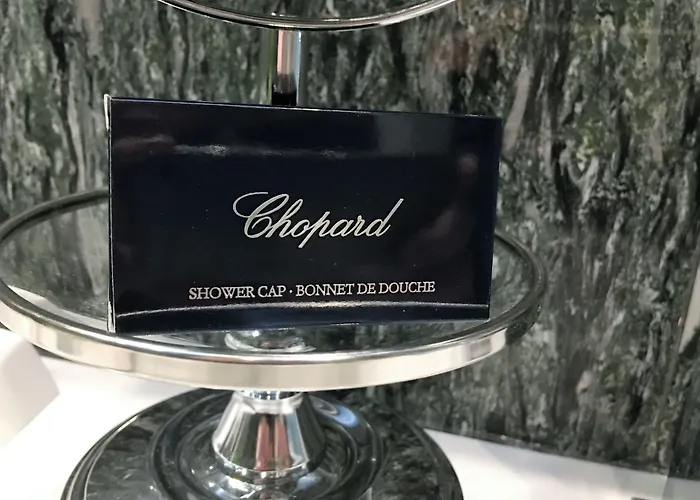 Chopard
SHOWER CAP · BONNET DE DOUCHE